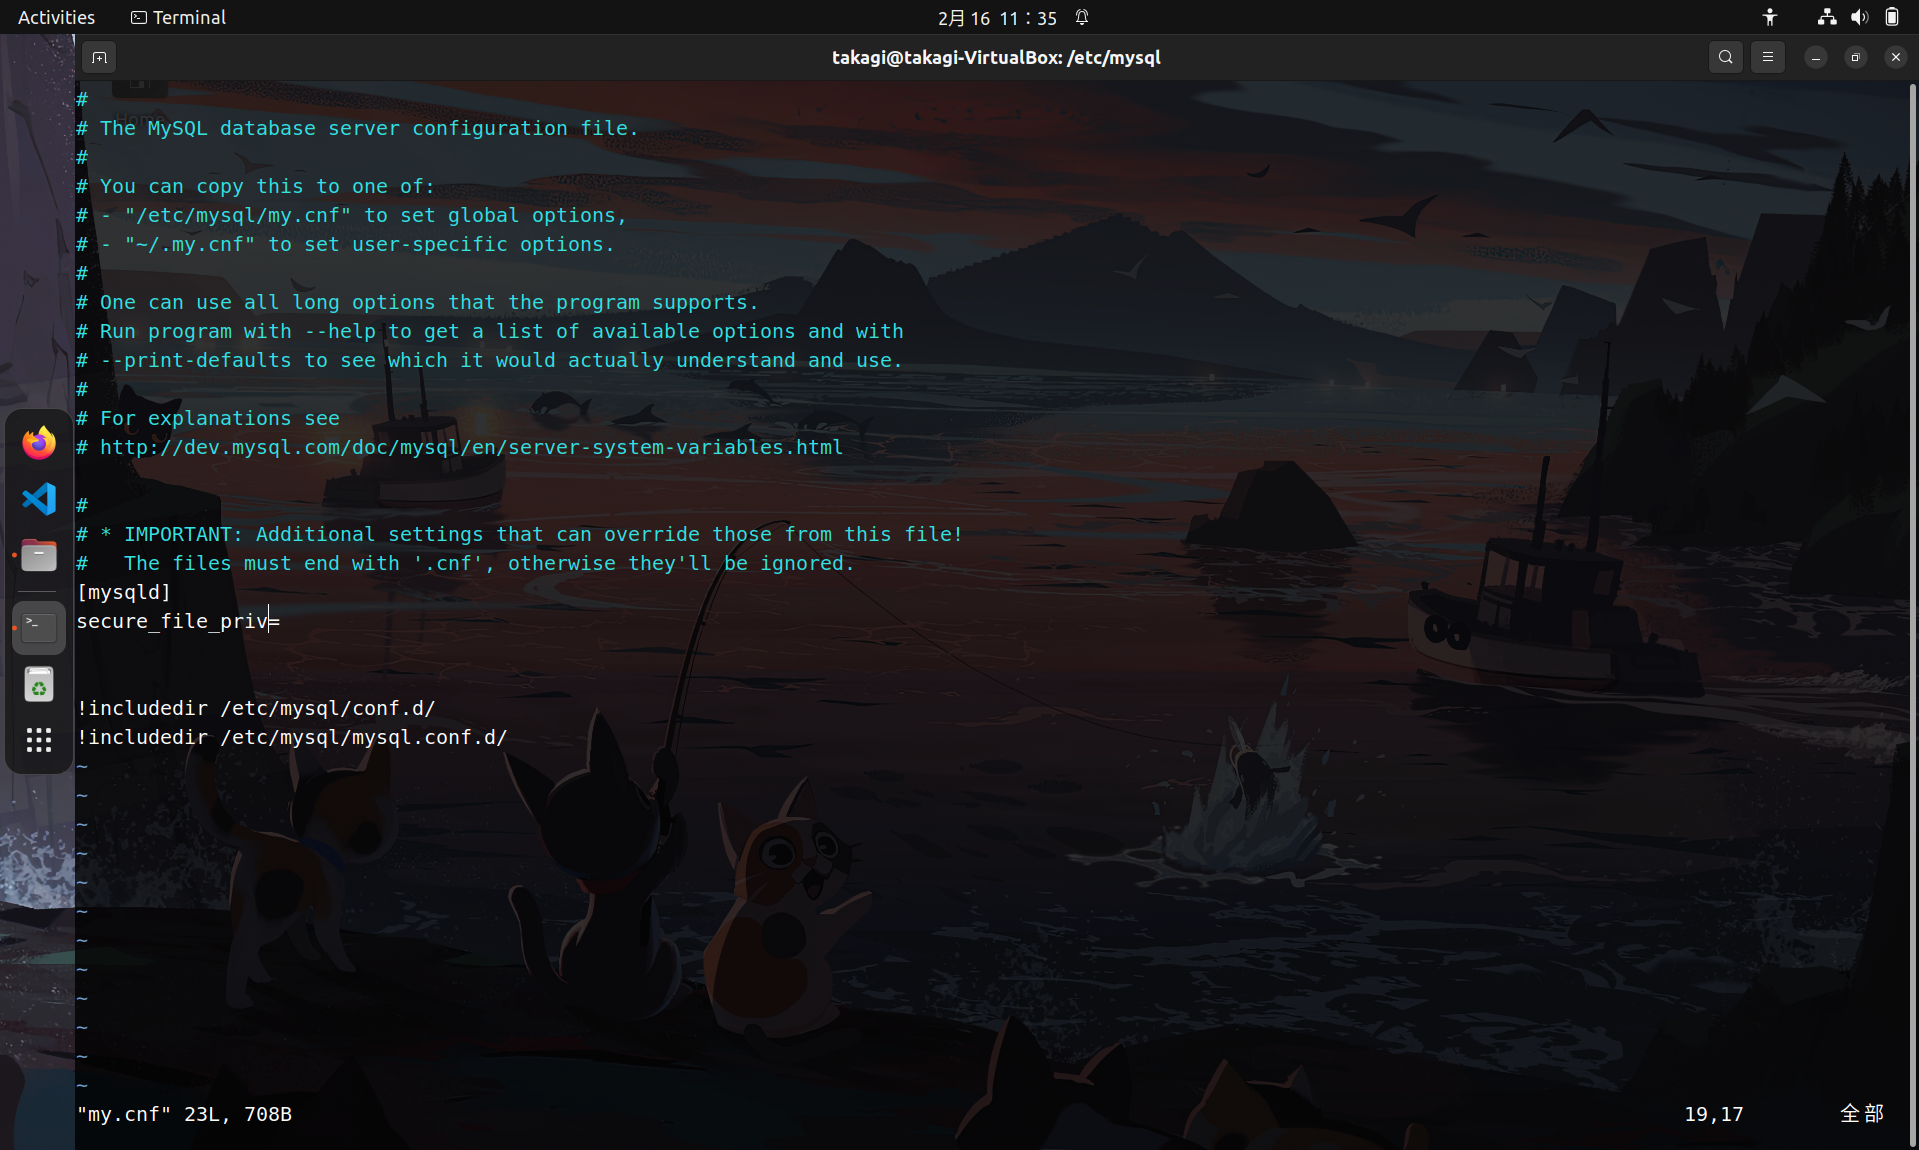 Activities
Terminal
2月 16 11：35
takagi@takagi-VirtualBox: /etc/mysql
#
# The MySQL database server configuration file.
#
# You can copy this to one of:
# - "/etc/mysql/my.cnf" to set global options,
# - "~/.my.cnf" to set user-specific options.
#
# One can use all long options that the program supports.
# Run program with --help to get a list of available options and with
# --print-defaults to see which it would actually understand and use.
#
# For explanations see
# http://dev.mysql.com/doc/mysql/en/server-system-variables.html
#
# * IMPORTANT: Additional settings that can override those from this file!
#   The files must end with '.cnf', otherwise they'll be ignored.
[mysqld]
secure_file_priv=
!includedir /etc/mysql/conf.d/
!includedir /etc/mysql/mysql.conf.d/
~
~
~
~
~
~
~
~
~
~
~
~
"my.cnf" 23L, 708B
19,17
全部